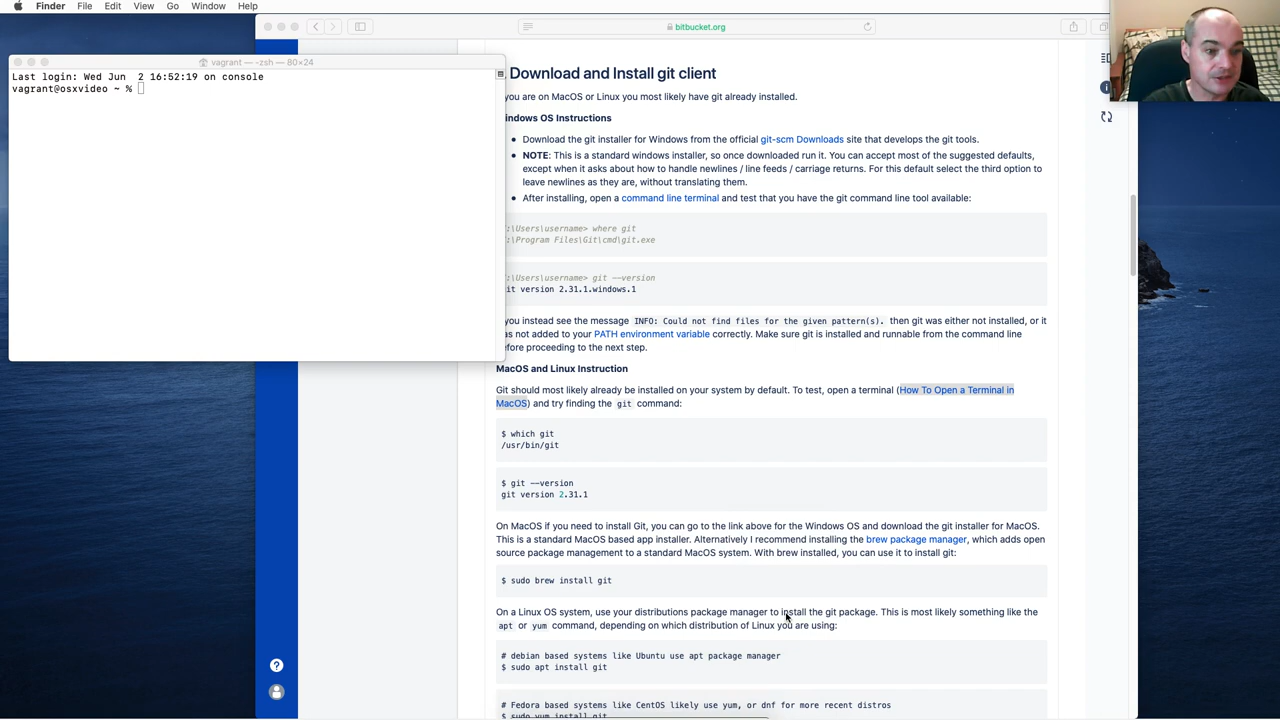 Finder File Edit View Go Window Help
bitbucket.org
vagrant — -zsh — 80×24
Last login: Wed Jun 2 16:52:19 on console
vagrant@osxvideo ~ %
Download and Install git client
you are on MacOS or Linux you most likely have git already installed.
indows OS Instructions
• Download the git installer for Windows from the official git-scm Downloads site that develops the git tools.
• NOTE: This is a standard windows installer, so once downloaded run it. You can accept most of the suggested defaults,
except when it asks about how to handle newlines / line feeds / carriage returns. For this default select the third option to
leave newlines as they are, without translating them.
• After installing, open a command line terminal and test that you have the git command line tool available:
:\Users\username> where git
:\Program Files\Git\cmd\git.exe
:\Users\username> git --version
it version 2.31.1.windows.1
you instead see the message INFO: Could not find files for the given pattern(s). then git was either not installed, or it
as not added to your PATH environment variable correctly. Make sure git is installed and runnable from the command line
efore proceeding to the next step.
MacOS and Linux Instruction
Git should most likely already be installed on your system by default. To test, open a terminal (How To Open a Terminal in
MacOS) and try finding the git command:
$ which git
/usr/bin/git
$ git --version
git version 2.31.1
On MacOS if you need to install Git, you can go to the link above for the Windows OS and download the git installer for MacOS.
This is a standard MacOS based app installer. Alternatively I recommend installing the brew package manager, which adds open
source package management to a standard MacOS system. With brew installed, you can use it to install git:
$ sudo brew install git
On a Linux OS system, use your distributions package manager to install the git package. This is most likely something like the
apt or yum command, depending on which distribution of Linux you are using:
# debian based systems like Ubuntu use apt package manager
$ sudo apt install git
# Fedora based systems like CentOS likely use yum, or dnf for more recent distros
$ sudo yum install git